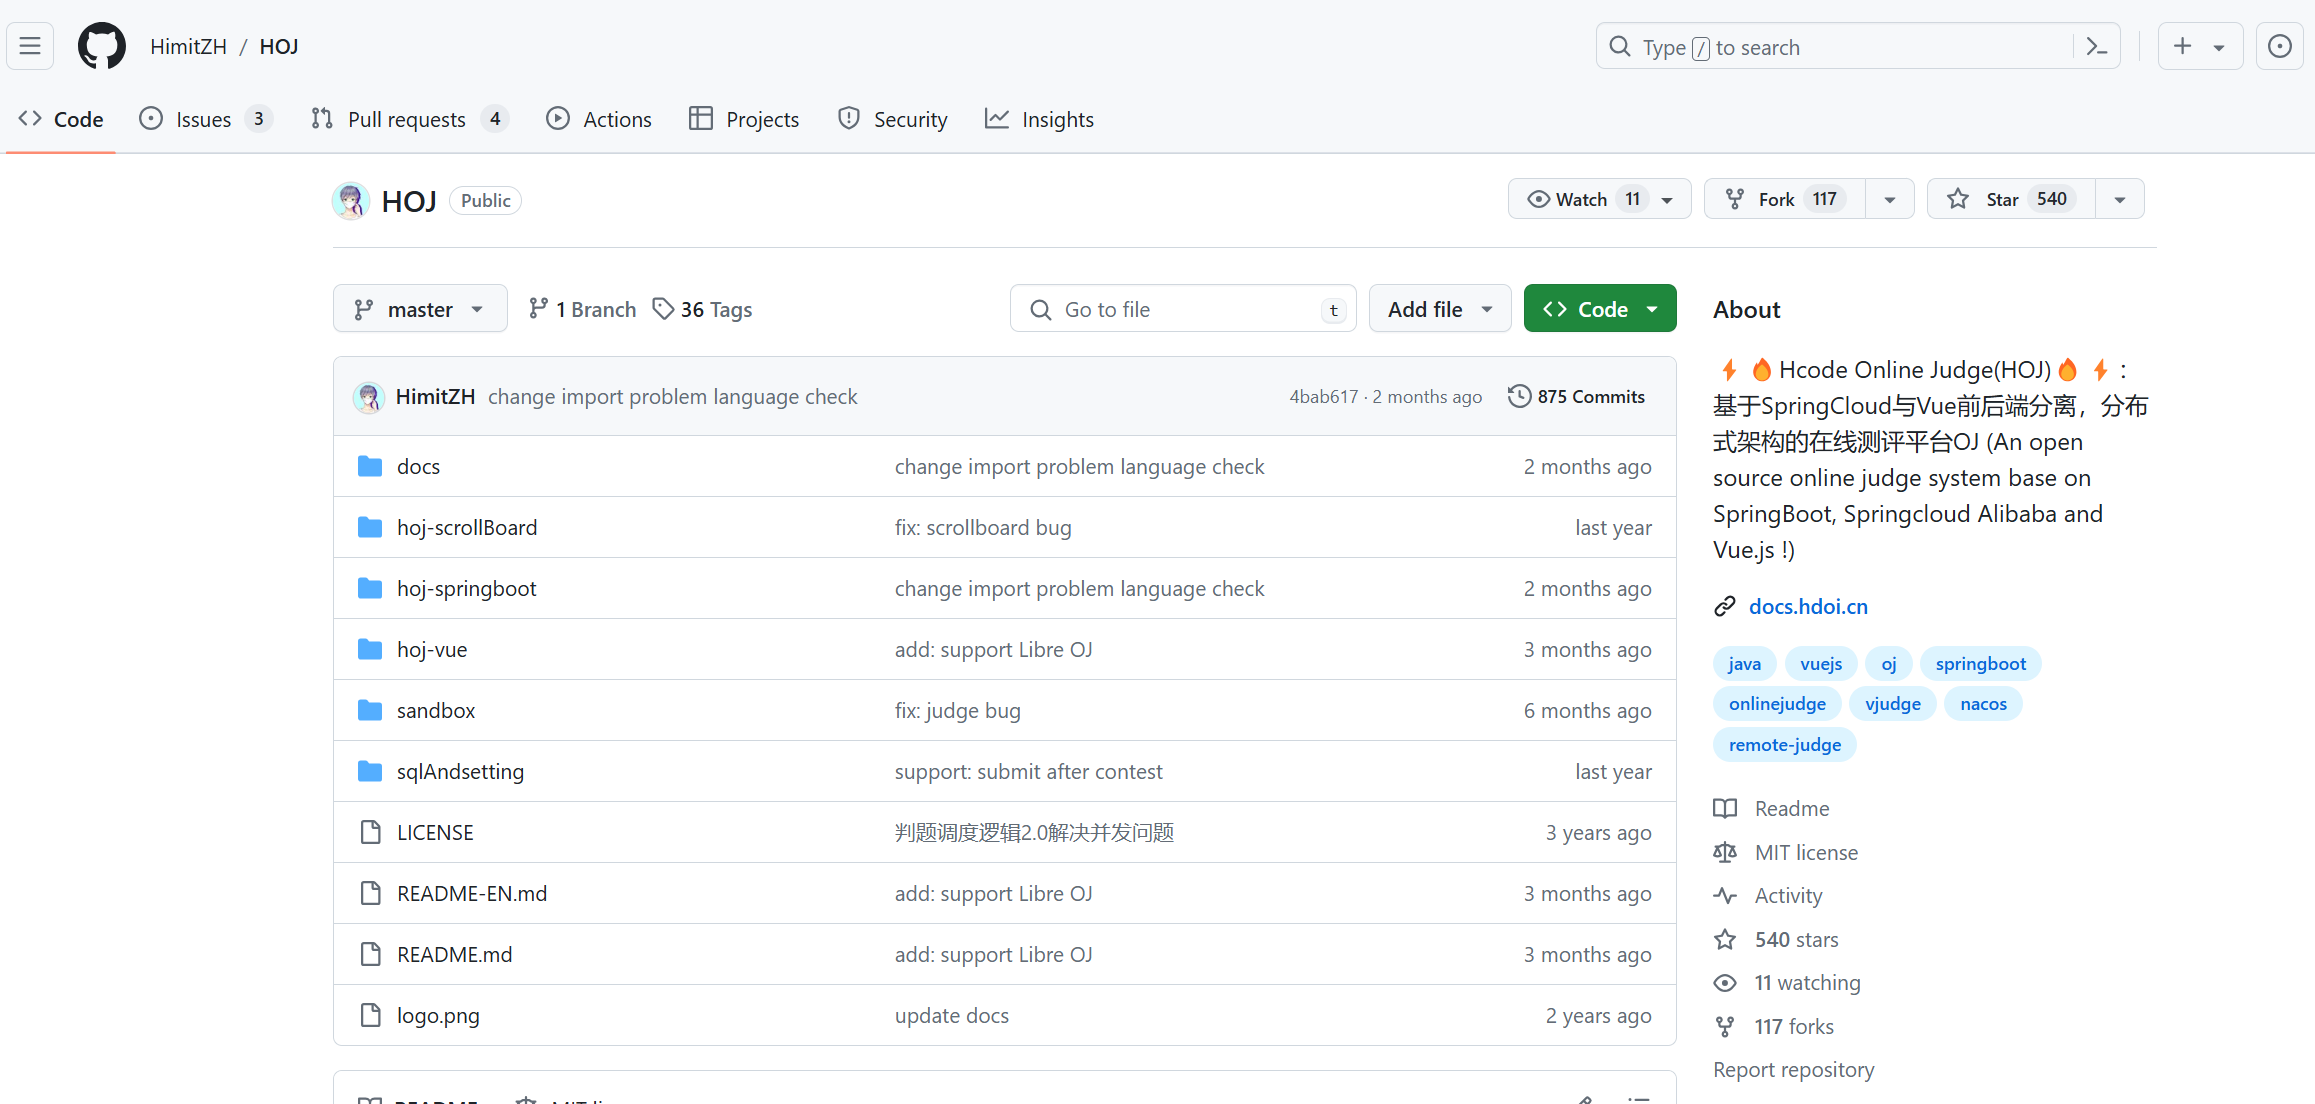 HimitZH / HOJ
Type / to search
Code
Issues 3
Pull requests 4
Actions
Projects
Security
Insights
HOJ Public
Watch 11
Fork 117
Star 540
master
1 Branch
36 Tags
Go to file t
Add file
Code
HimitZH change import problem language check 4bab617 · 2 months ago 875 Commits
docs change import problem language check 2 months ago
hoj-scrollBoard fix: scrollboard bug last year
hoj-springboot change import problem language check 2 months ago
hoj-vue add: support Libre OJ 3 months ago
sandbox fix: judge bug 6 months ago
sqlAndsetting support: submit after contest last year
LICENSE 判题调度逻辑2.0解决并发问题 3 years ago
README-EN.md add: support Libre OJ 3 months ago
README.md add: support Libre OJ 3 months ago
logo.png update docs 2 years ago
About
⚡🔥Hcode Online Judge(HOJ)🔥⚡:
基于SpringCloud与Vue前后端分离，分布
式架构的在线测评平台OJ (An open
source online judge system base on
SpringBoot, Springcloud Alibaba and
Vue.js !)
docs.hdoi.cn
java vuejs oj springboot
onlinejudge vjudge nacos
remote-judge
Readme
MIT license
Activity
540 stars
11 watching
117 forks
Report repository
README